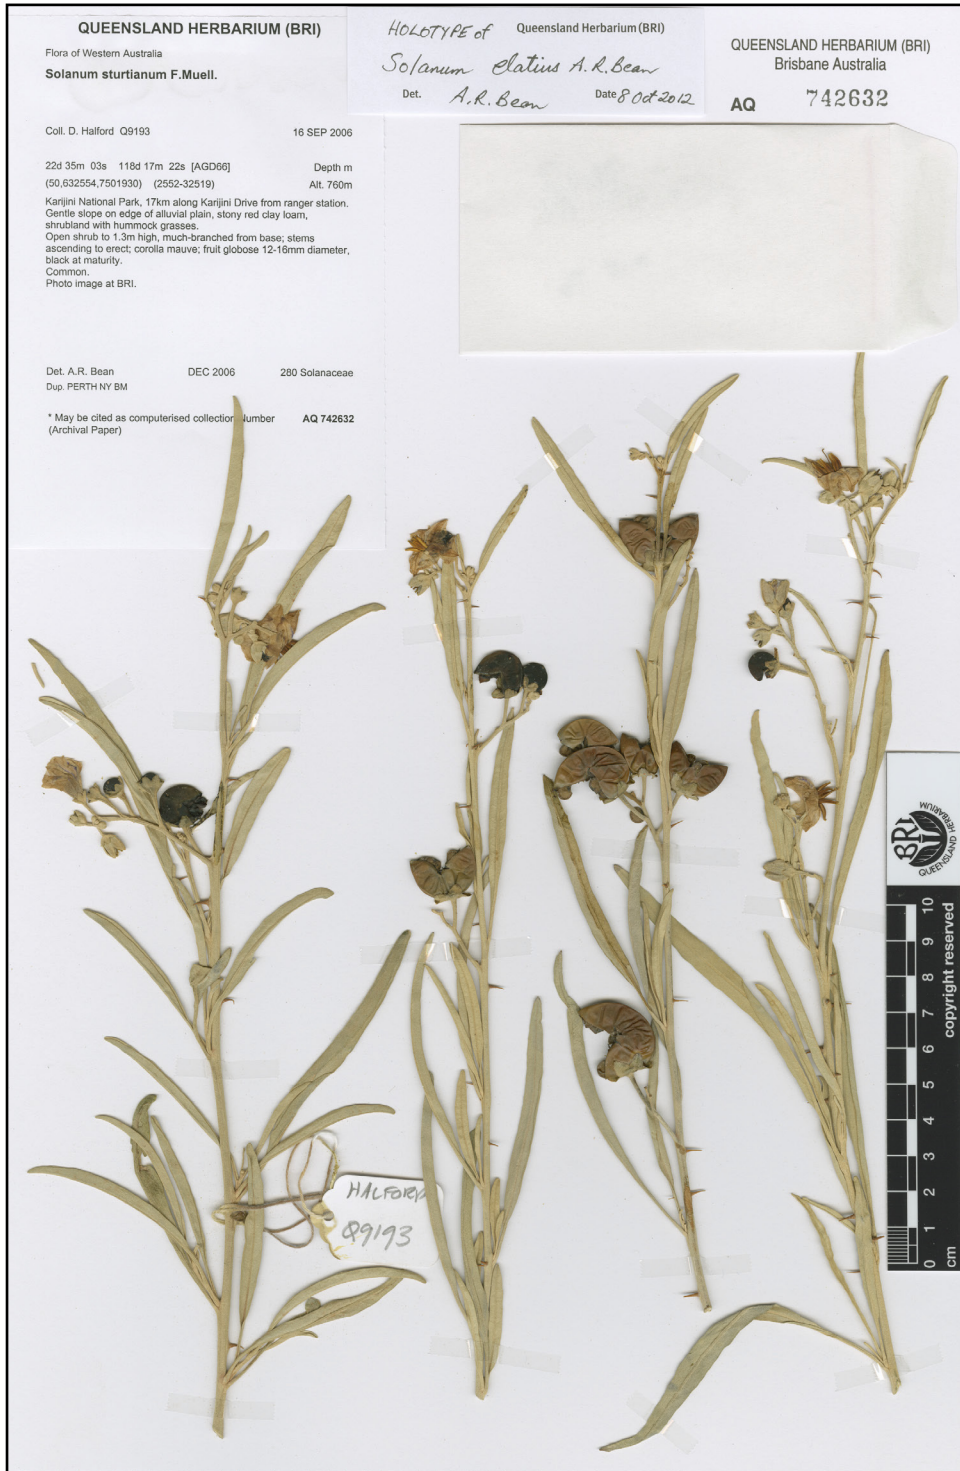 QUEENSLAND HERBARIUM (BRI)
Flora of Western Australia
Solanum sturtianum F.Muell.
Coll. D. Halford Q9193 16 SEP 2006
22d 35m 03s 118d 17m 22s [AGD66] Depth m
(50,632554,7501930) (2552-32519) Alt. 760m
Karijini National Park, 17km along Karijini Drive from ranger station.
Gentle slope on edge of alluvial plain, stony red clay loam,
shrubland with hummock grasses.
Open shrub to 1.3m high, much-branched from base; stems
ascending to erect; corolla mauve; fruit globose 12-16mm diameter,
black at maturity.
Common.
Photo image at BRI.
Det. A.R. Bean DEC 2006 280 Solanaceae
Dup. PERTH NY BM
* May be cited as computerised collection Number AQ 742632
(Archival Paper)
HOLOTYPE of Queensland Herbarium (BRI)
Solanum elatius A.R.Bean
Det. A.R. Bean Date 8 Oct 2012
QUEENSLAND HERBARIUM (BRI)
Brisbane Australia
AQ 742632
HALFORD
Q9193
BRI
QUEENSLAND HERBARIUM
0 1 2 3 4 5 6 7 8 9 10
cm
copyright reserved